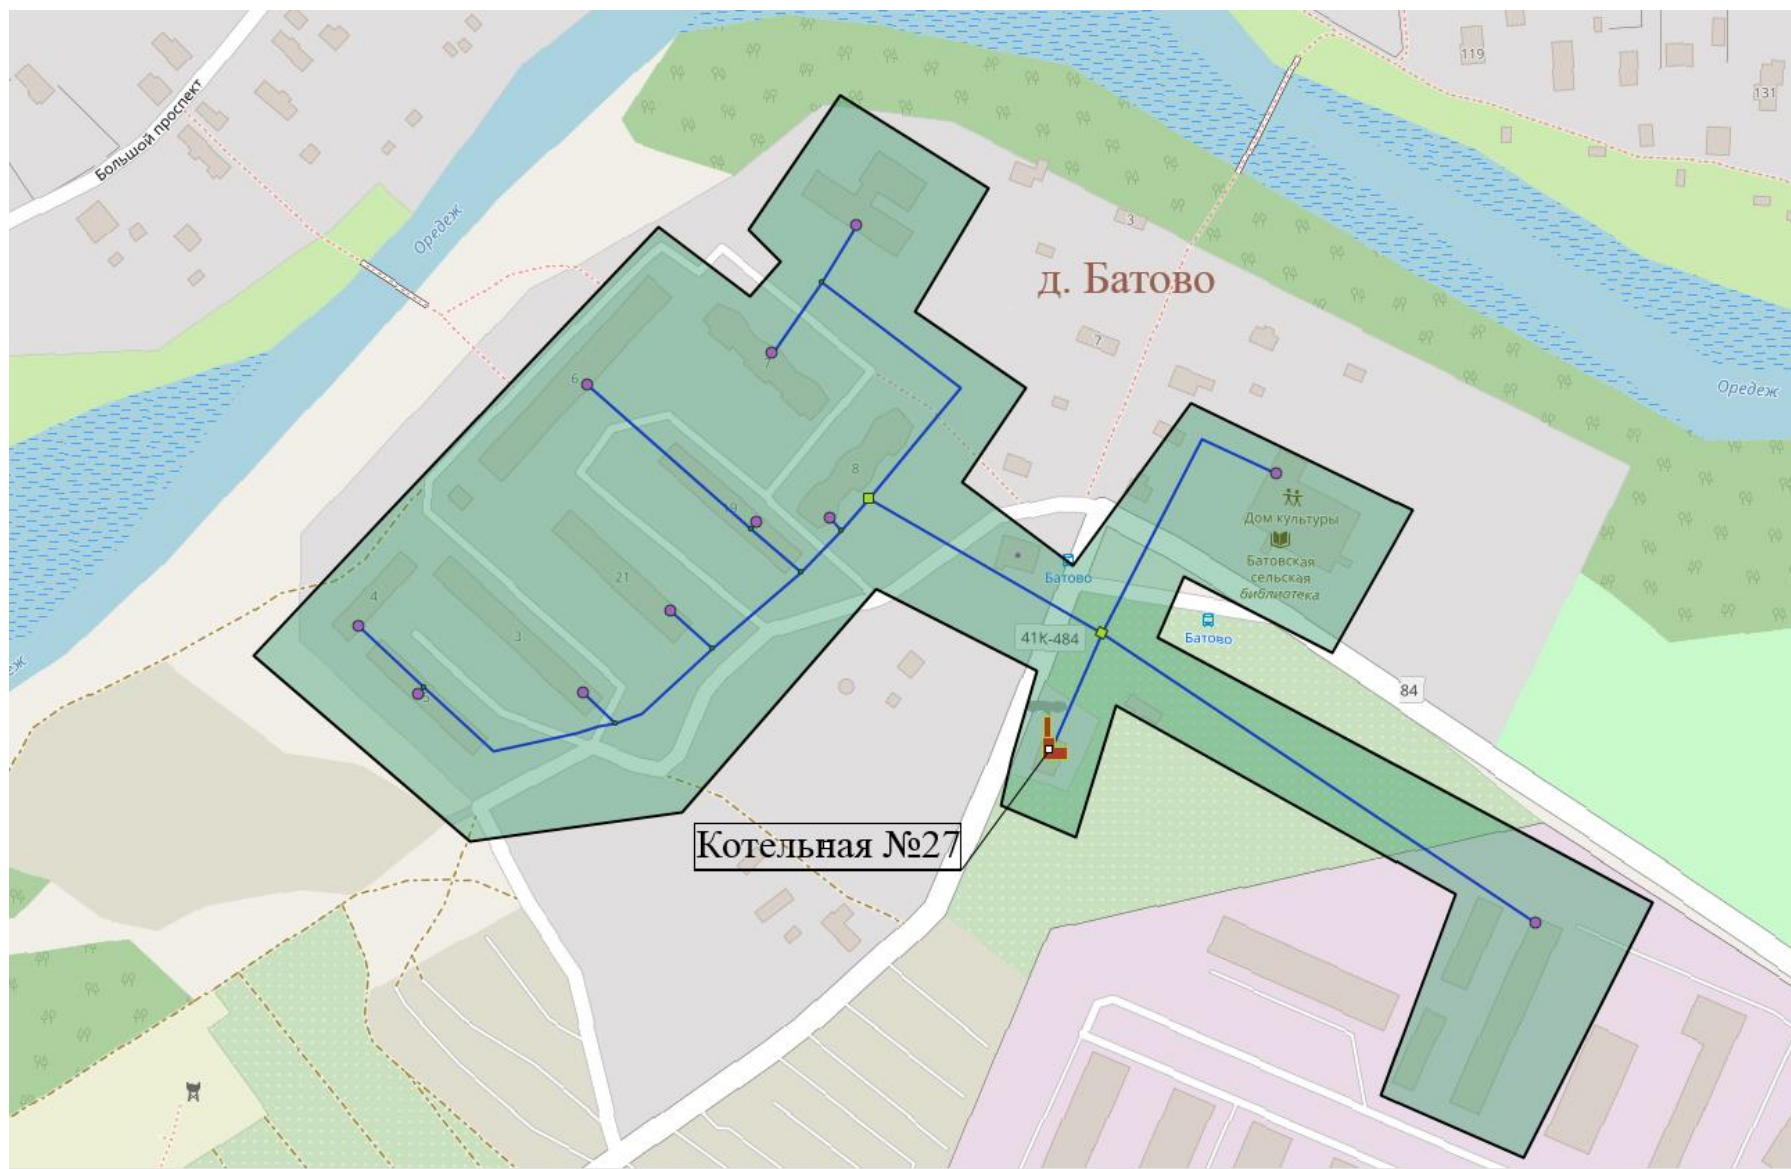 119
131
Большой проспект
Оредеж
3
д. Батово
7
6
7
Оредеж
8
19
Дом культуры
Батово
Батовская
сельская
библиотека
21
4
3
41К-484
Батово
5
84
Котельная №27